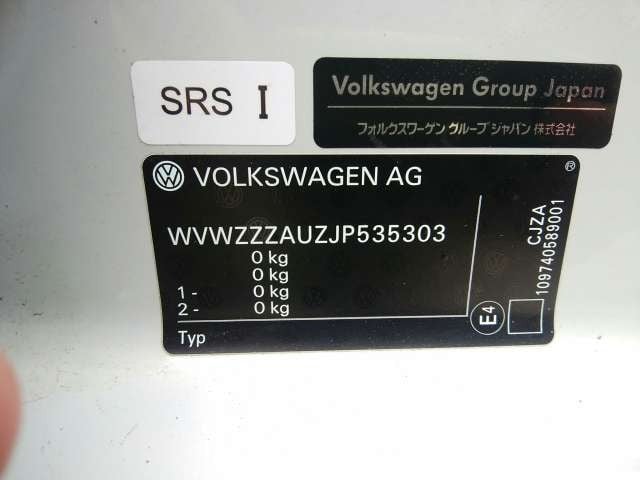 SRS I
Volkswagen Group Japan
フォルクスワーゲン グループ ジャパン 株式会社
VOLKSWAGEN AG
®
WVWZZZAUZJP535303
0 kg
0 kg
1 - 0 kg
2 - 0 kg
Typ
E4
CJZA
109740589001